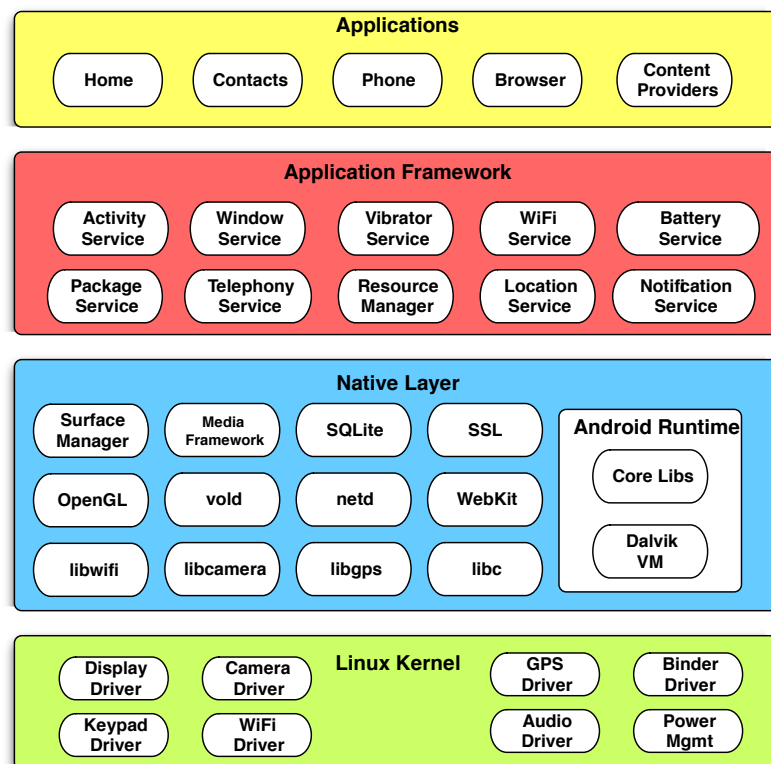 Applications
Home
Contacts
Phone
Browser
Content
Providers
Application Framework
Activity
Service
Window
Service
Vibrator
Service
WiFi
Service
Battery
Service
Package
Service
Telephony
Service
Resource
Manager
Location
Service
Notification
Service
Native Layer
Surface
Manager
Media
Framework
SQLite
SSL
Android Runtime
OpenGL
vold
netd
WebKit
Core Libs
libwifi
libcamera
libgps
libc
Dalvik
VM
Linux Kernel
Display
Driver
Camera
Driver
GPS
Driver
Binder
Driver
Keypad
Driver
WiFi
Driver
Audio
Driver
Power
Mgmt